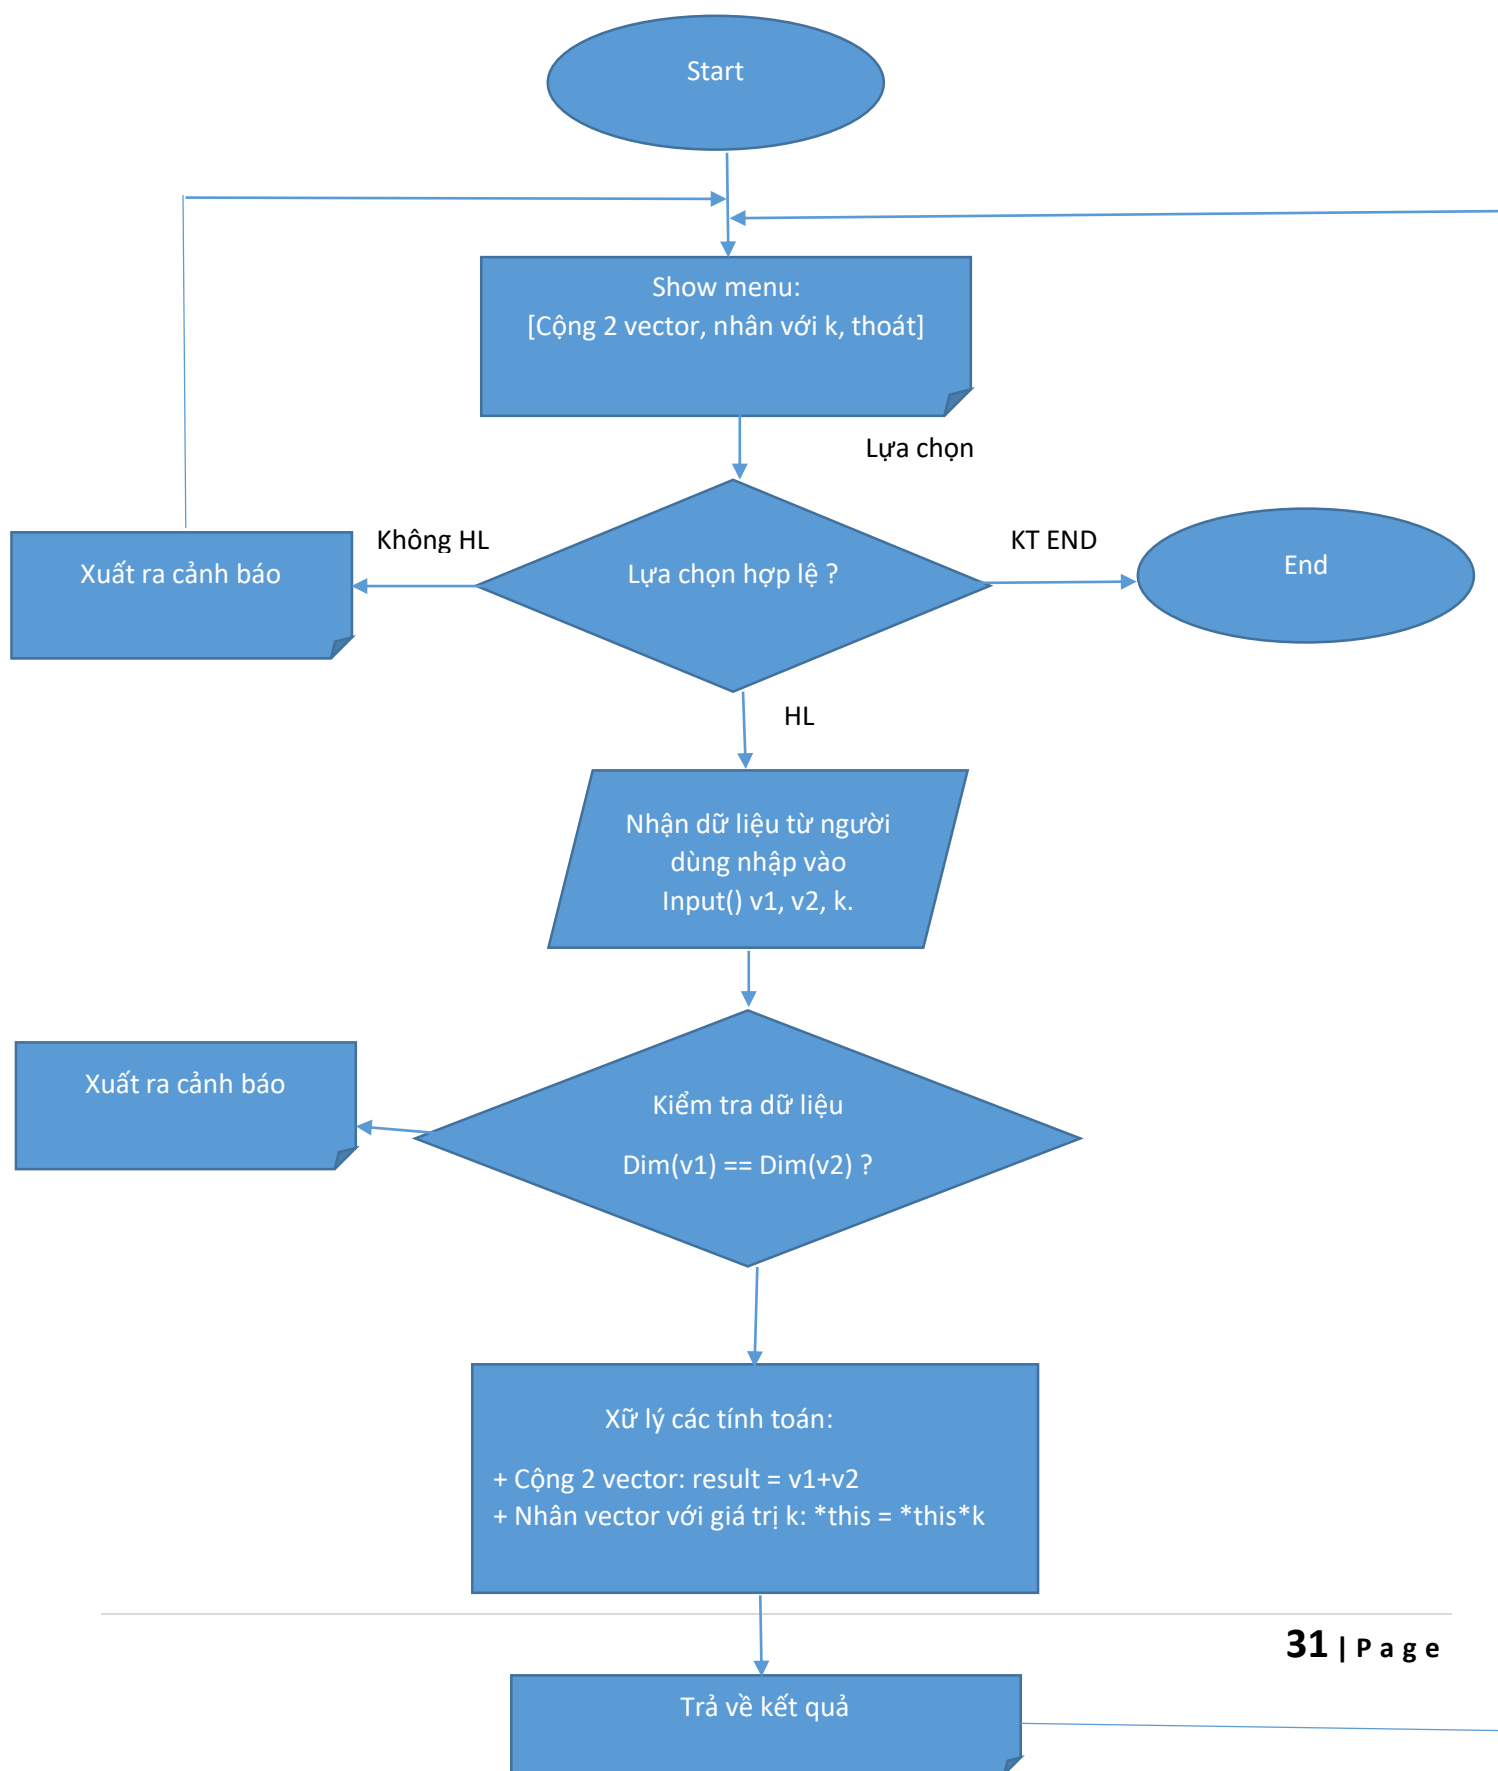 Start
Show menu:
[Cộng 2 vector, nhân với k, thoát]
Lựa chọn
Không HL
KT END
Xuất ra cảnh báo
Lựa chọn hợp lệ ?
End
HL
Nhận dữ liệu từ người
dùng nhập vào
Input() v1, v2, k.
Xuất ra cảnh báo
Kiểm tra dữ liệu
Dim(v1) == Dim(v2) ?
Xữ lý các tính toán:
+ Cộng 2 vector: result = v1+v2
+ Nhân vector với giá trị k: *this = *this*k
31 | P a g e
Trả về kết quả